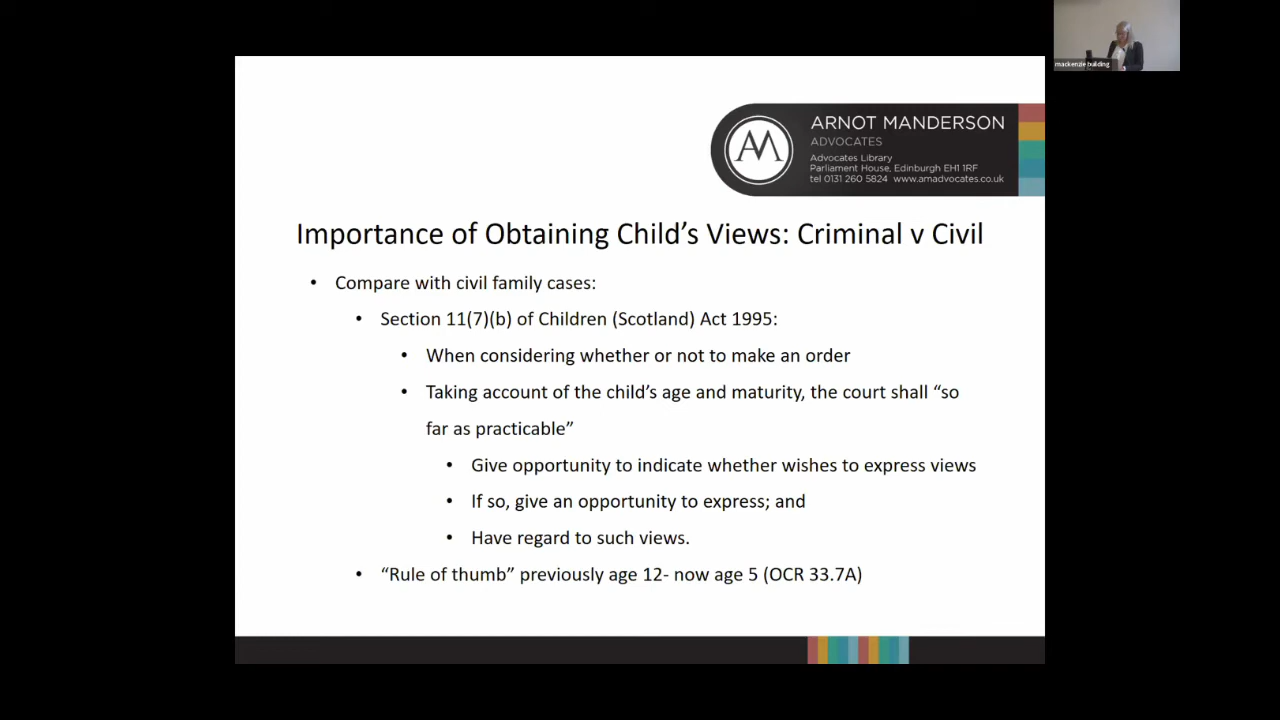 mackenzie building
AM
ARNOT MANDERSON
ADVOCATES
Advocates Library
Parliament House, Edinburgh EH1 1RF
tel 0131 260 5824 www.amadvocates.co.uk
Importance of Obtaining Child’s Views: Criminal v Civil
• Compare with civil family cases:
• Section 11(7)(b) of Children (Scotland) Act 1995:
• When considering whether or not to make an order
• Taking account of the child’s age and maturity, the court shall “so
far as practicable”
• Give opportunity to indicate whether wishes to express views
• If so, give an opportunity to express; and
• Have regard to such views.
• “Rule of thumb” previously age 12- now age 5 (OCR 33.7A)